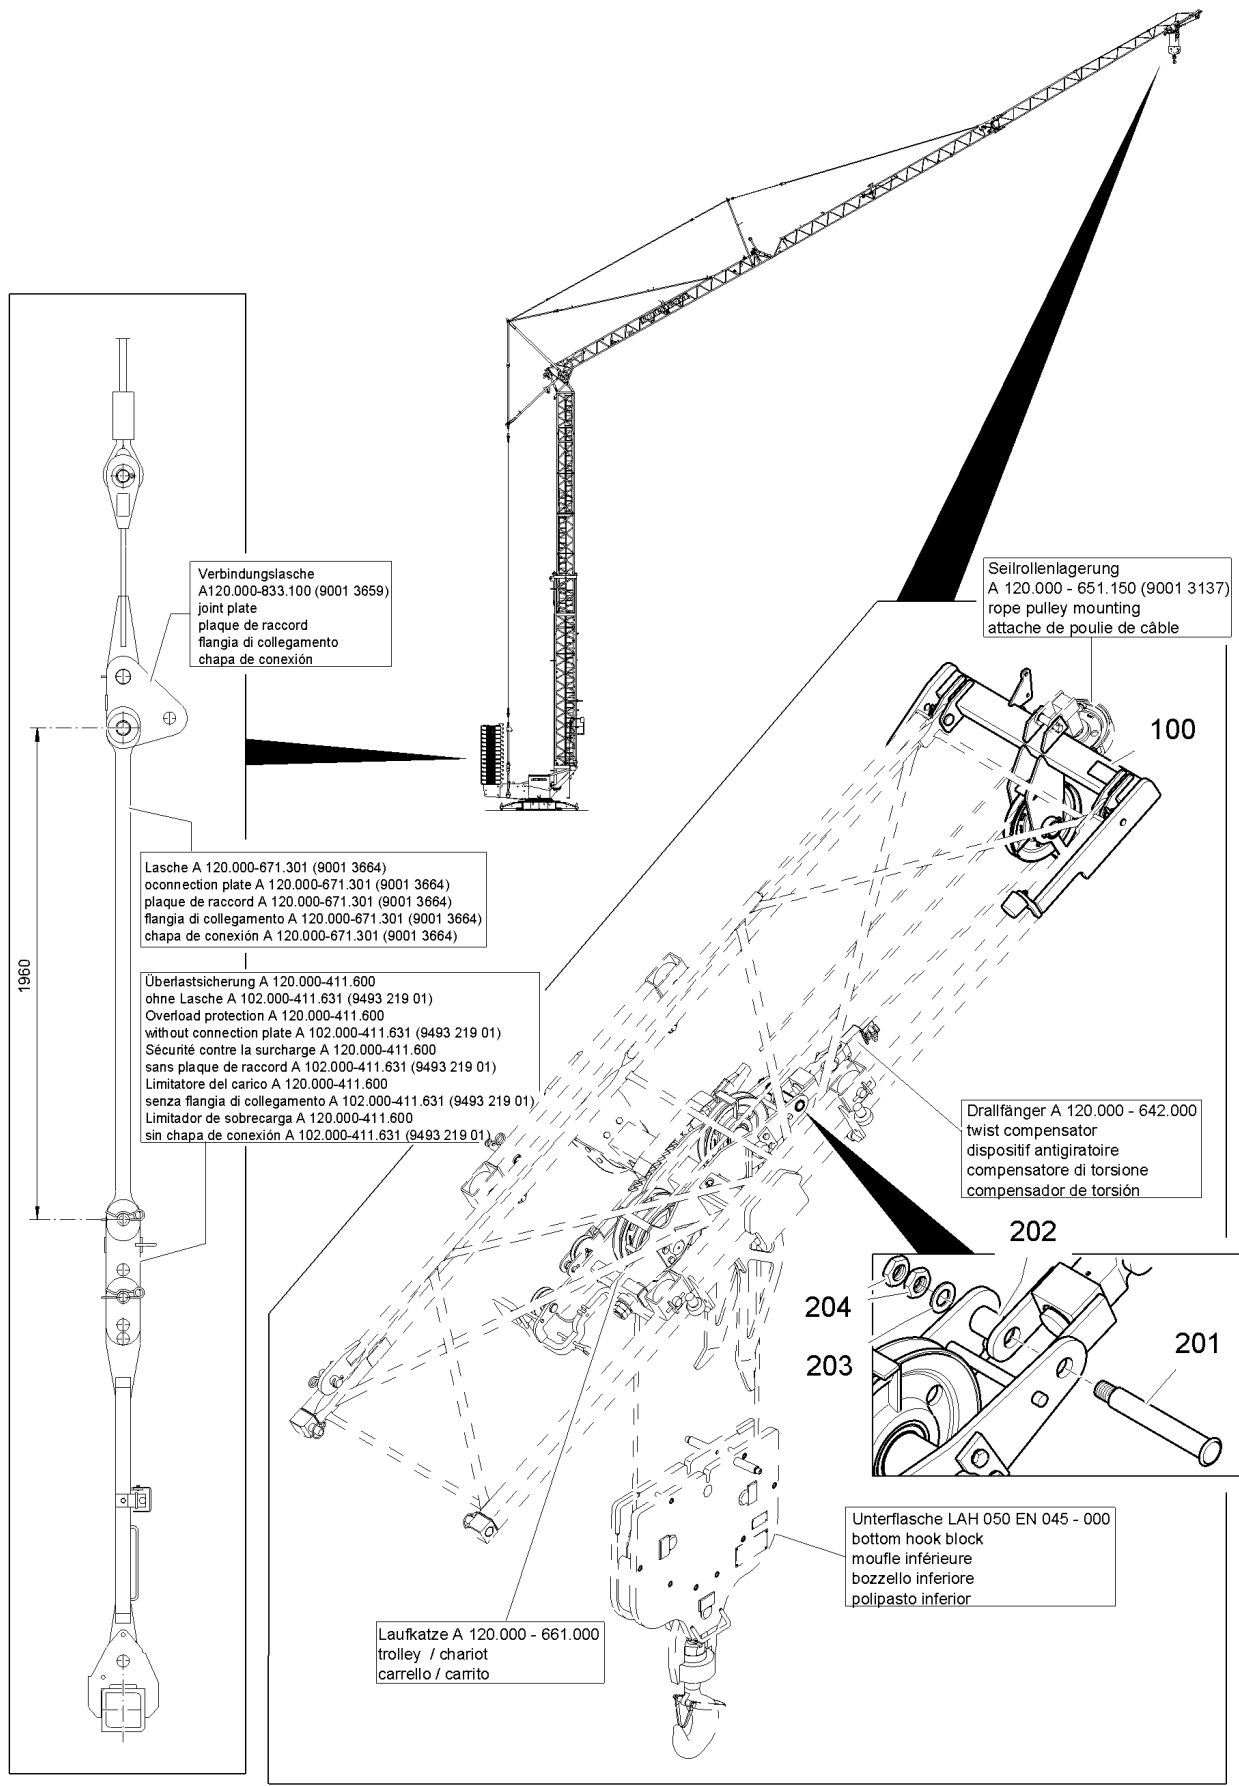 Verbindungslasche
A120.000-833.100 (9001 3659)
joint plate
plaque de raccord
flangia di collegamento
chapa de conexión
Seilrollenlagerung
A 120.000 - 651.150 (9001 3137)
rope pulley mounting
attache de poulie de câble
100
1960
Lasche A 120.000-671.301 (9001 3664)
oconnection plate A 120.000-671.301 (9001 3664)
plaque de raccord A 120.000-671.301 (9001 3664)
flangia di collegamento A 120.000-671.301 (9001 3664)
chapa de conexión A 120.000-671.301 (9001 3664)
Überlastsicherung A 120.000-411.600
ohne Lasche A 102.000-411.631 (9493 219 01)
Overload protection A 120.000-411.600
without connection plate A 102.000-411.631 (9493 219 01)
Sécurité contre la surcharge A 120.000-411.600
sans plaque de raccord A 102.000-411.631 (9493 219 01)
Limitatore del carico A 120.000-411.600
senza flangia di collegamento A 102.000-411.631 (9493 219 01)
Limitador de sobrecarga A 120.000-411.600
sin chapa de conexión A 102.000-411.631 (9493 219 01)
Drallfänger A 120.000 - 642.000
twist compensator
dispositif antigiratoire
compensatore di torsione
compensador de torsión
202
204
203
201
Unterflasche LAH 050 EN 045 - 000
bottom hook block
moufle inférieure
bozzello inferiore
polipasto inferior
Laufkatze A 120.000 - 661.000
trolley / chariot
carrello / carrito